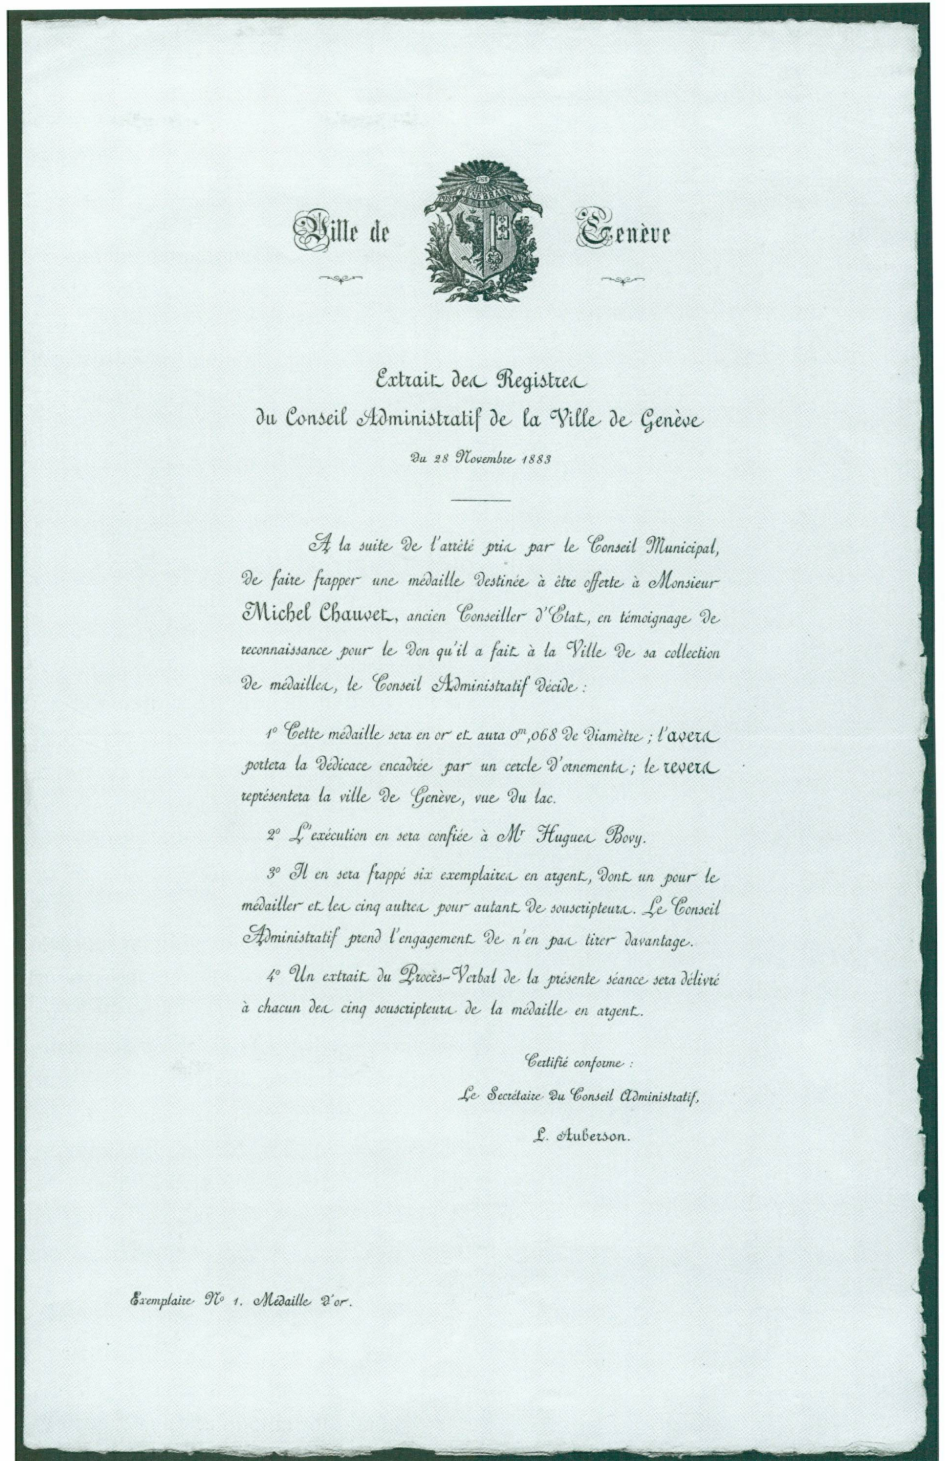 Ville de Genève
Extrait des Registres
du Conseil Administratif de la Ville de Genève
Du 28 Novembre 1883
A la suite de l'arrêté pris par le Conseil Municipal,
de faire frapper une médaille destinée à être offerte à Monsieur
Michel Chauvet, ancien Conseiller d'Etat, en témoignage de
reconnaissance pour le don qu'il a fait à la Ville de sa collection
de médailles, le Conseil Administratif décide :
1º Cette médaille sera en or et aura 0m,068 de diamètre ; l'avers
portera la dédicace encadrée par un cercle d'ornements ; le revers
représentera la ville de Genève, vue du lac.
2º L'exécution en sera confiée à Mr Hugues Bovy.
3º Il en sera frappé six exemplaires en argent, dont un pour le
médailler et les cinq autres pour autant de souscripteurs. Le Conseil
Administratif prend l'engagement de n'en pas tirer davantage.
4º Un extrait du Procès-Verbal de la présente séance sera délivré
à chacun des cinq souscripteurs de la médaille en argent.
Certifié conforme :
Le Secrétaire du Conseil Administratif,
L. Auberson.
Exemplaire Nº 1. Médaille d'or.